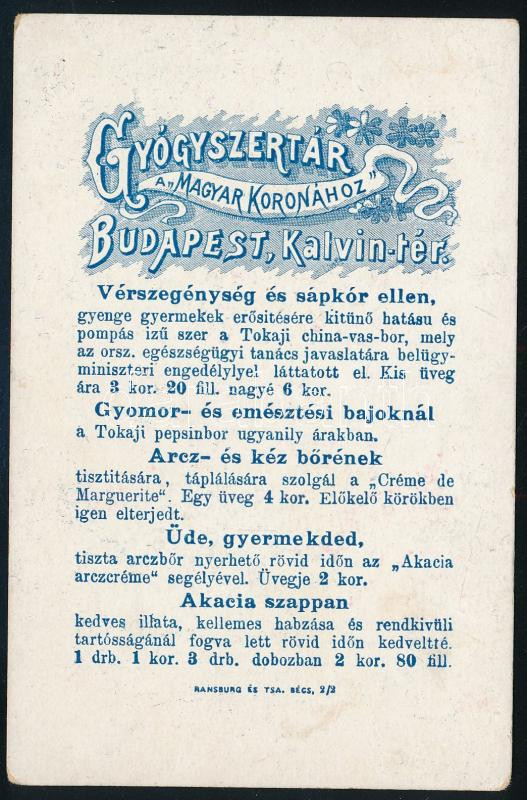 GYÓGYSZERTÁR
A „MAGYAR KORONÁHOZ"
BUDAPEST, Kalvin-tér.
Vérszegénység és sápkór ellen,
gyenge gyermekek erősitésére kitünő hatásu és
pompás izű szer a Tokaji china-vas-bor, mely
az orsz. egészségügyi tanács javaslatára belügy-
miniszteri engedélylyel láttatott el. Kis üveg
ára 3 kor. 20 fill. nagyé 6 kor.
Gyomor- és emésztési bajoknál
a Tokaji pepsinbor ugyanily árakban.
Arcz- és kéz bőrének
tisztitására, táplálására szolgál a „Créme de
Marguerite". Egy üveg 4 kor. Előkelő körökben
igen elterjedt.
Üde, gyermekded,
tiszta arczbőr nyerhető rövid időn az „Akacia
arczcréme" segélyével. Üvegje 2 kor.
Akacia szappan
kedves illata, kellemes habzása és rendkivüli
tartósságánál fogva lett rövid időn kedveltté.
1 drb. 1 kor. 3 drb. dobozban 2 kor. 80 fill.
RANSBURG ÉS TSA. BÉCS, 2/2